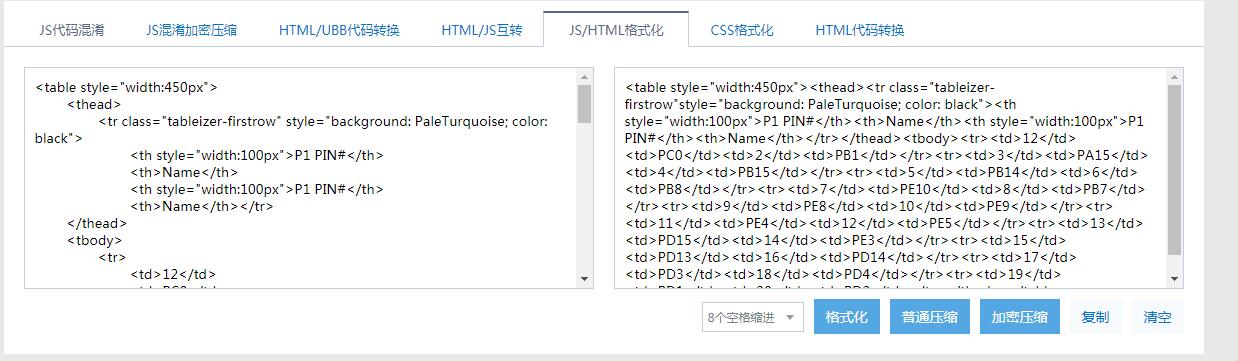 JS代码混淆 JS混淆加密压缩 HTML/UBB代码转换 HTML/JS互转 JS/HTML格式化 CSS格式化 HTML代码转换
<table style="width:450px">
<thead>
<tr class="tableizer-firstrow" style="background: PaleTurquoise; color:
black">
<th style="width:100px">P1 PIN#</th>
<th>Name</th>
<th style="width:100px">P1 PIN#</th>
<th>Name</th></tr>
</thead>
<tbody>
<tr>
<td>12</td>
<table style="width:450px"><thead><tr class="tableizer-
firstrow"style="background: PaleTurquoise; color: black"><th
style="width:100px">P1 PIN#</th><th>Name</th><th style="width:100px">P1
PIN#</th><th>Name</th></tr></thead><tbody><tr><td>12</td>
<td>PC0</td><td>2</td><td>PB1</td></tr><tr><td>3</td><td>PA15</td>
<td>4</td><td>PB15</td></tr><tr><td>5</td><td>PB14</td><td>6</td>
<td>PB8</td></tr><tr><td>7</td><td>PE10</td><td>8</td><td>PB7</td>
</tr><tr><td>9</td><td>PE8</td><td>10</td><td>PE9</td></tr><tr>
<td>11</td><td>PE4</td><td>12</td><td>PE5</td></tr><tr><td>13</td>
<td>PD15</td><td>14</td><td>PE3</td></tr><tr><td>15</td>
<td>PD13</td><td>16</td><td>PD14</td></tr><tr><td>17</td>
<td>PD3</td><td>18</td><td>PD4</td></tr><tr><td>19</td>
8个空格缩进 格式化 普通压缩 加密压缩 复制 清空